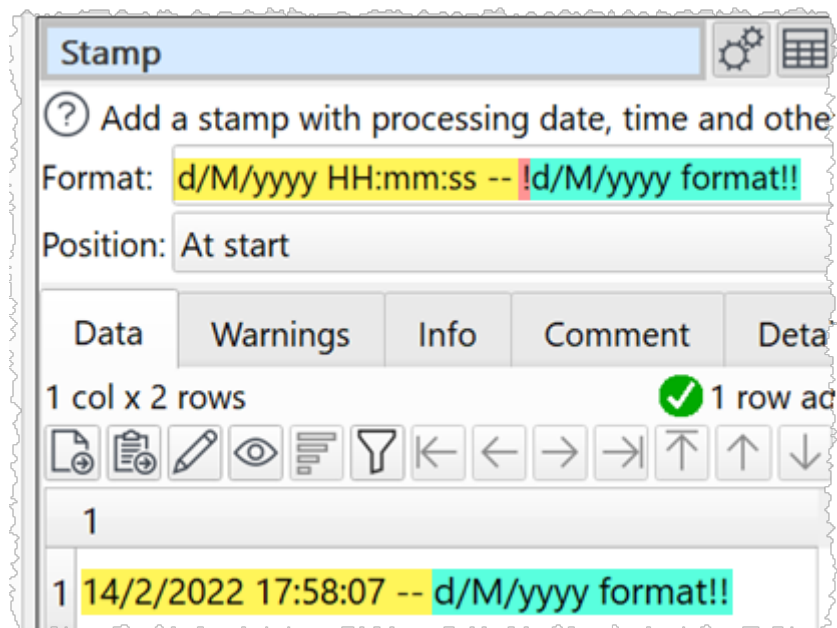 Stamp
Add a stamp with processing date, time and othe
Format: d/M/yyyy HH:mm:ss -- !d/M/yyyy format!!
Position: At start
Data Warnings Info Comment Deta
1 col x 2 rows 1 row ad
1
1 14/2/2022 17:58:07 -- d/M/yyyy format!!